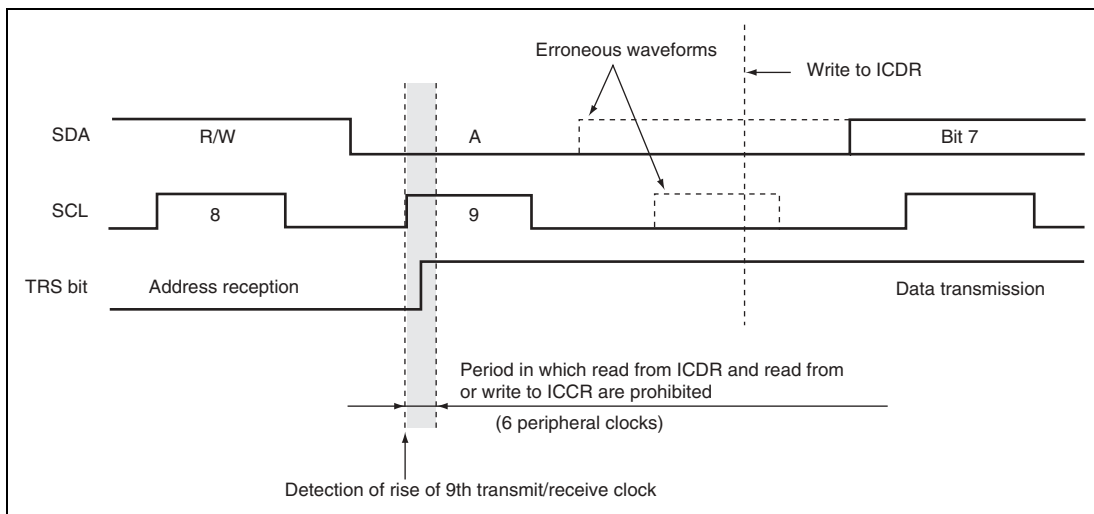 Erroneous waveforms
Write to ICDR
SDA
R/W
A
Bit 7
SCL
8
9
TRS bit
Address reception
Data transmission
Period in which read from ICDR and read from
or write to ICCR are prohibited
(6 peripheral clocks)
Detection of rise of 9th transmit/receive clock